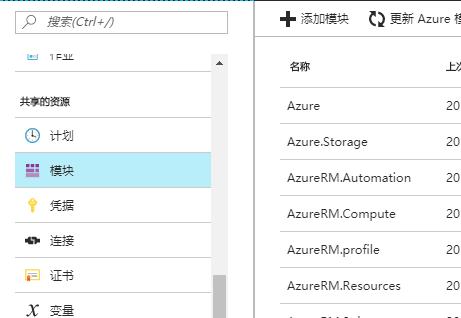 搜索(Ctrl+/)
作业
共享的资源
计划
模块
凭据
连接
证书
变量
添加模块 更新 Azure
名称 上
Azure 20
Azure.Storage 20
AzureRM.Automation 20
AzureRM.Compute 20
AzureRM.profile 20
AzureRM.Resources 20